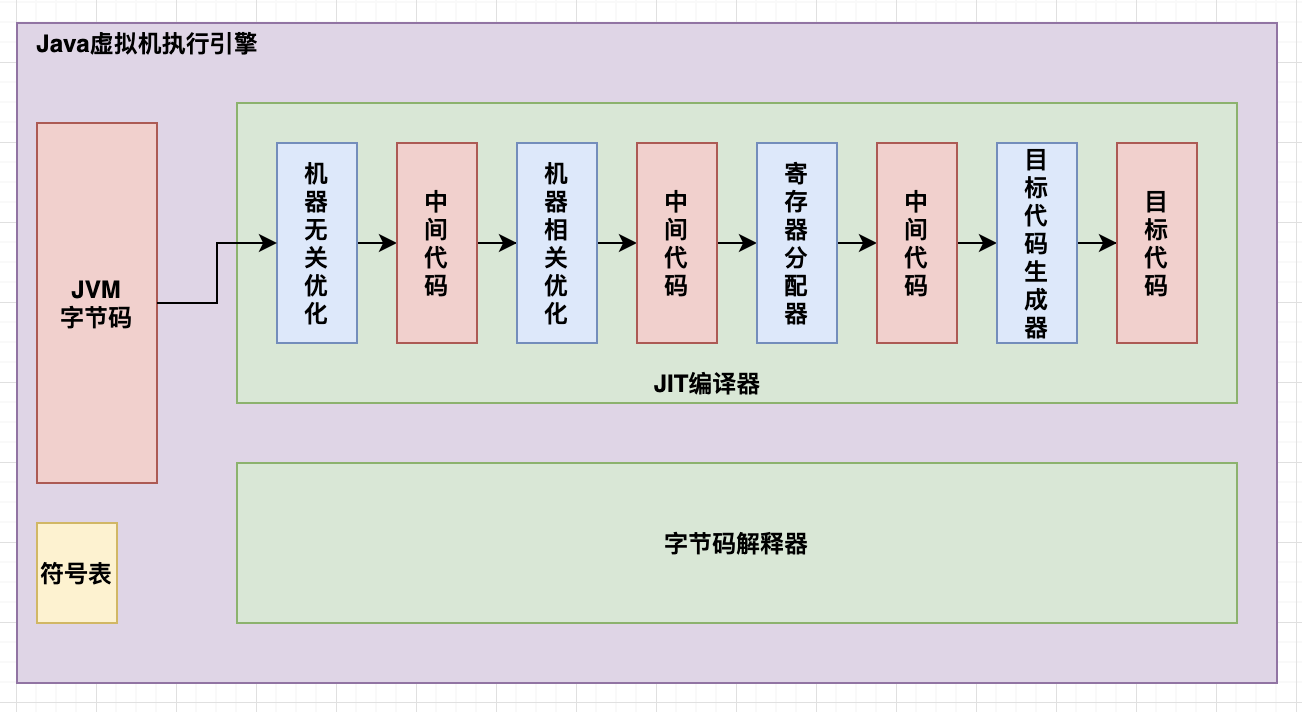 Java虚拟机执行引擎
JVM
字节码
机器无关优化
中间代码
机器相关优化
中间代码
寄存器分配器
中间代码
目标代码生成器
目标代码
JIT编译器
字节码解释器
符号表